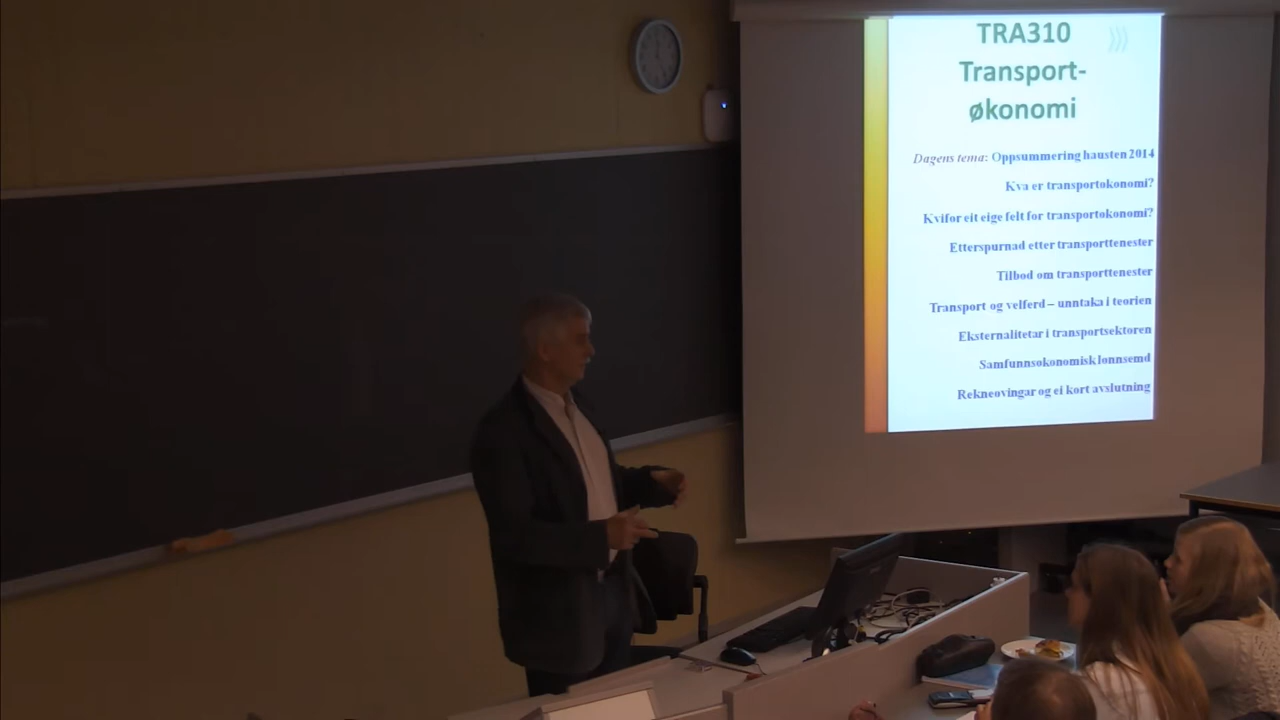 TRA310
Transport-
økonomi
Dagens tema: Oppsummering hausten 2014
Kva er transportøkonomi?
Kvifor eit eige felt for transportøkonomi?
Etterspurnad etter transporttenester
Tilbod om transporttenester
Transport og velferd – unntaka i teorien
Eksternalitetar i transportsektoren
Samfunnsøkonomisk lønnsemd
Rekneøvingar og ei kort avslutning